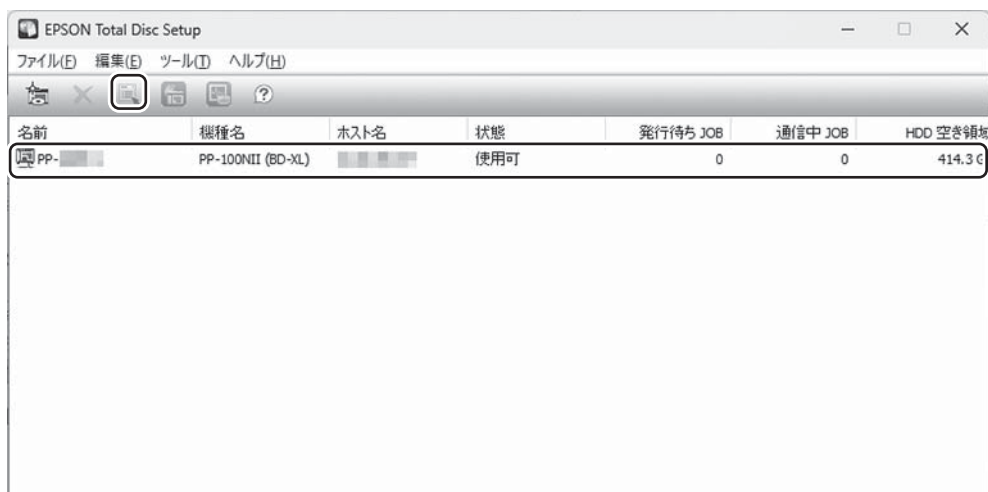 EPSON Total Disc Setup
ファイル(F) 編集(E) ツール(T) ヘルプ(H)
名前 機種名 ホスト名 状態 発行待ち JOB 通信中 JOB HDD 空き領域
PP- PP-100NII (BD-XL) 使用可 0 0 414.3 G